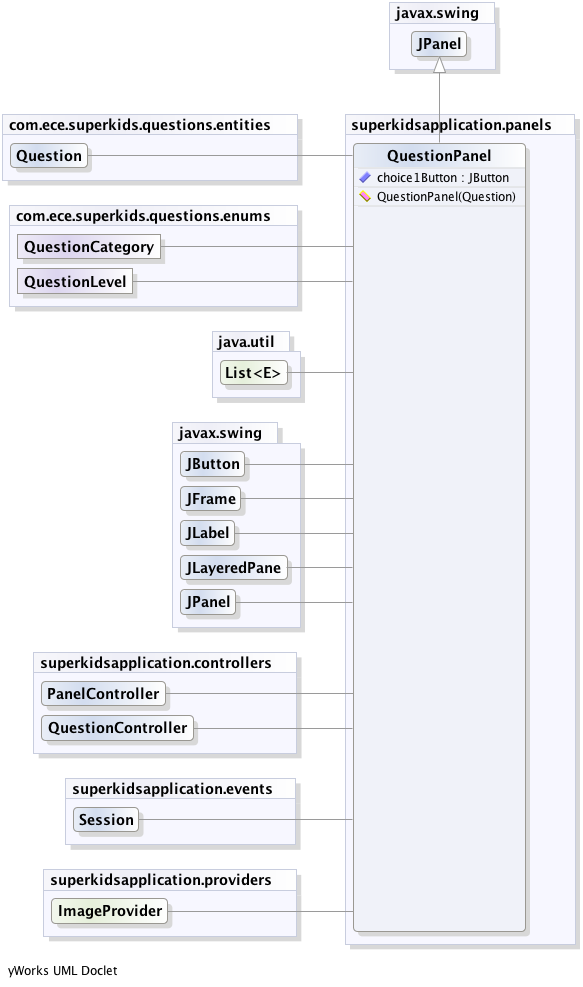 javax.swing
JPanel
com.ece.superkids.questions.entities
Question
superkidsapplication.panels
QuestionPanel
choice1Button : JButton
QuestionPanel(Question)
com.ece.superkids.questions.enums
QuestionCategory
QuestionLevel
java.util
List<E>
javax.swing
JButton
JFrame
JLabel
JLayeredPane
JPanel
superkidsapplication.controllers
PanelController
QuestionController
superkidsapplication.events
Session
superkidsapplication.providers
ImageProvider
yWorks UML Doclet